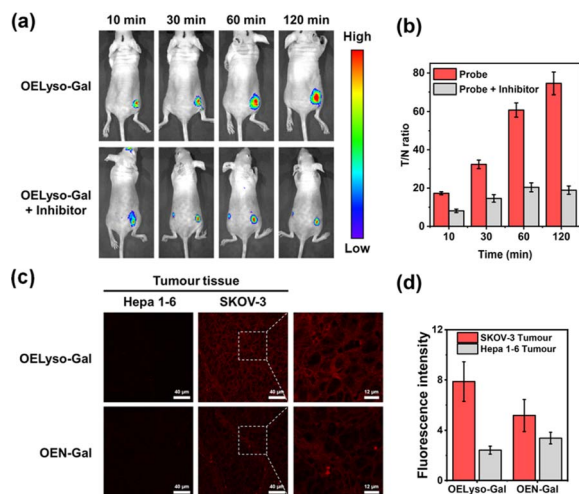 (a)
10 min 30 min 60 min 120 min
OELyso-Gal
OELyso-Gal
+ Inhibitor
High
Low
(b)
T/N ratio
80
60
40
20
0
Probe
Probe + Inhibitor
10 30 60 120
Time (min)
(c)
Tumour tissue
Hepa 1-6 SKOV-3
OELyso-Gal
40 μm 40 μm 12 μm
OEN-Gal
40 μm 40 μm 12 μm
(d)
Fluorescence intensity
12
8
4
0
SKOV-3 Tumour
Hepa 1-6 Tumour
OELyso-Gal OEN-Gal